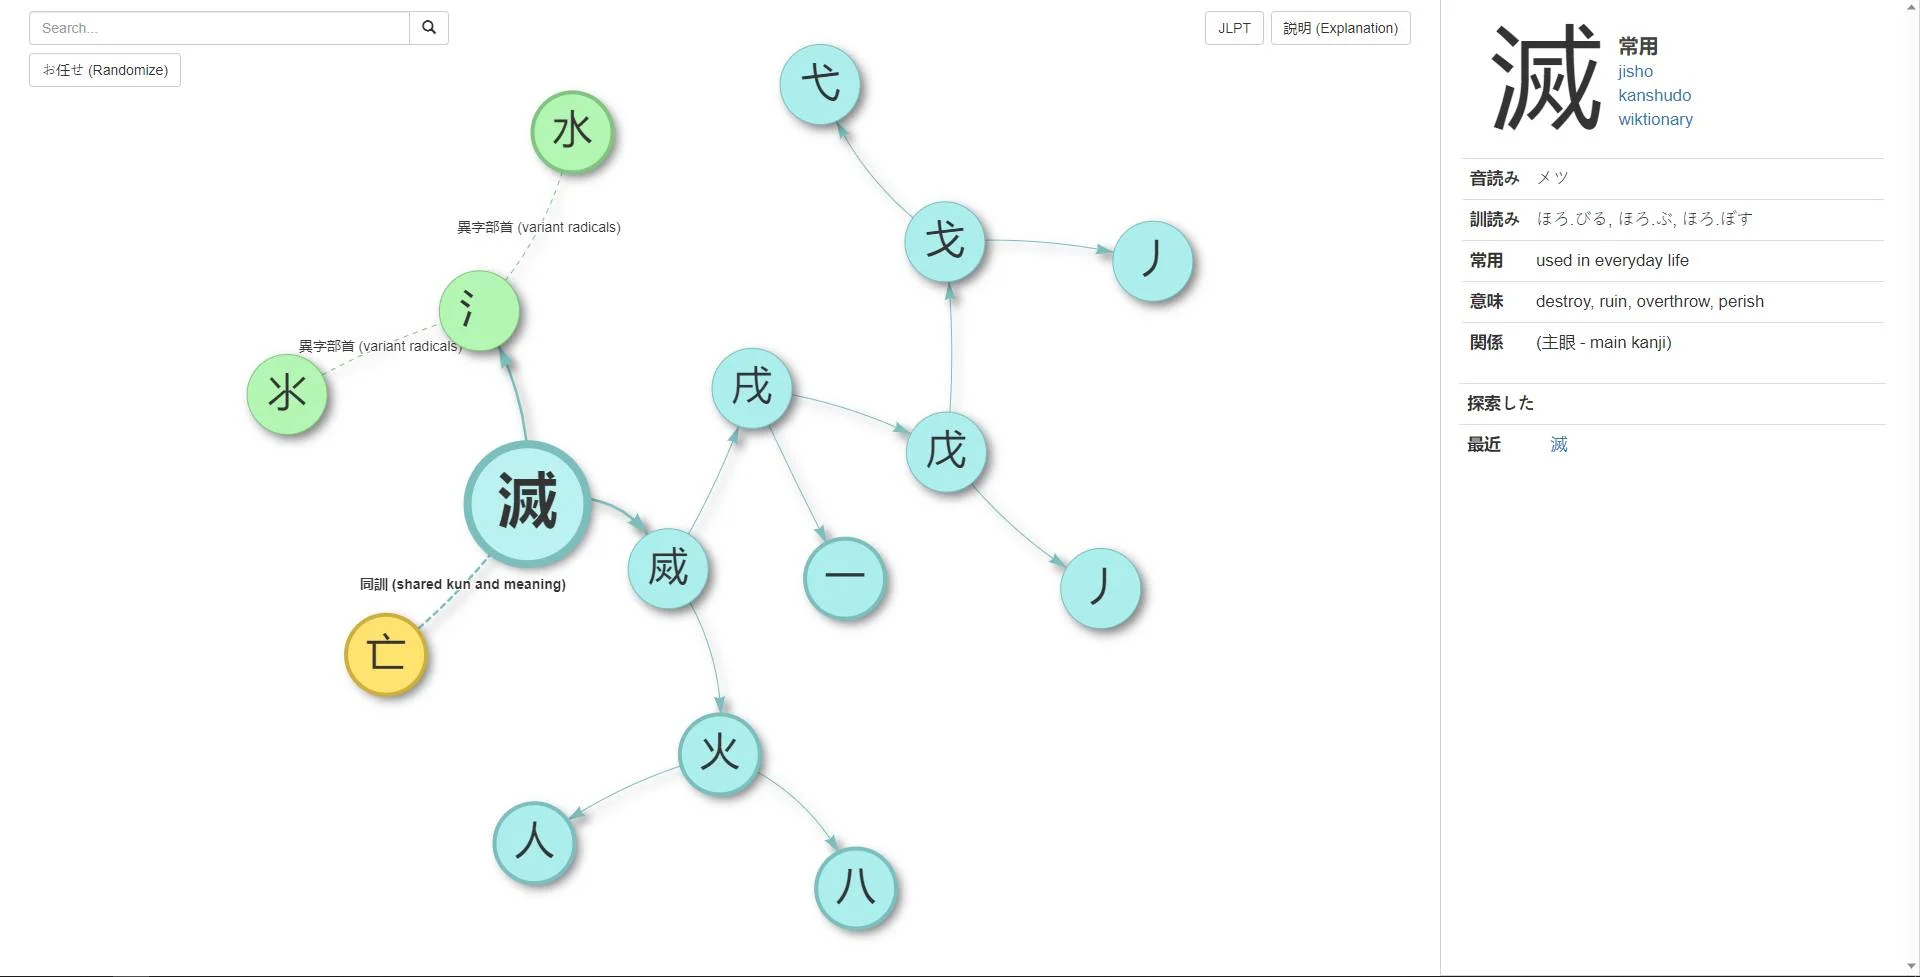 Search...
JLPT
説明 (Explanation)
お任せ (Randomize)
弋
水
異字部首 (variant radicals)
戈
丿
氵
異字部首 (variant radicals)
氺
戌
戊
滅
烕
一
丿
同訓 (shared kun and meaning)
亡
火
人
八
滅
常用
jisho
kanshudo
wiktionary
音読み メツ
訓読み ほろ.びる, ほろ.ぶ, ほろ.ぼす
常用 used in everyday life
意味 destroy, ruin, overthrow, perish
関係 (主眼 - main kanji)
探索した
最近 滅